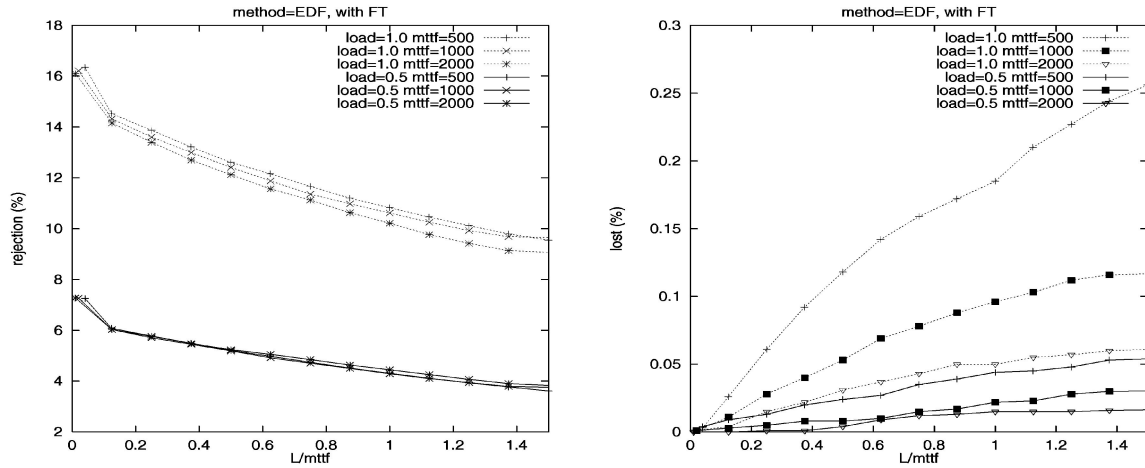 method=EDF, with FT
18
16
14
12
10
8
6
4
2
rejection (%)
load=1.0 mttf=500
load=1.0 mttf=1000
load=1.0 mttf=2000
load=0.5 mttf=500
load=0.5 mttf=1000
load=0.5 mttf=2000
0 0.2 0.4 0.6 0.8 1 1.2 1.4
L/mttf
method=EDF, with FT
0.3
0.25
0.2
0.15
0.1
0.05
0
lost (%)
load=1.0 mttf=500
load=1.0 mttf=1000
load=1.0 mttf=2000
load=0.5 mttf=500
load=0.5 mttf=1000
load=0.5 mttf=2000
0 0.2 0.4 0.6 0.8 1 1.2 1.4
L/mttf